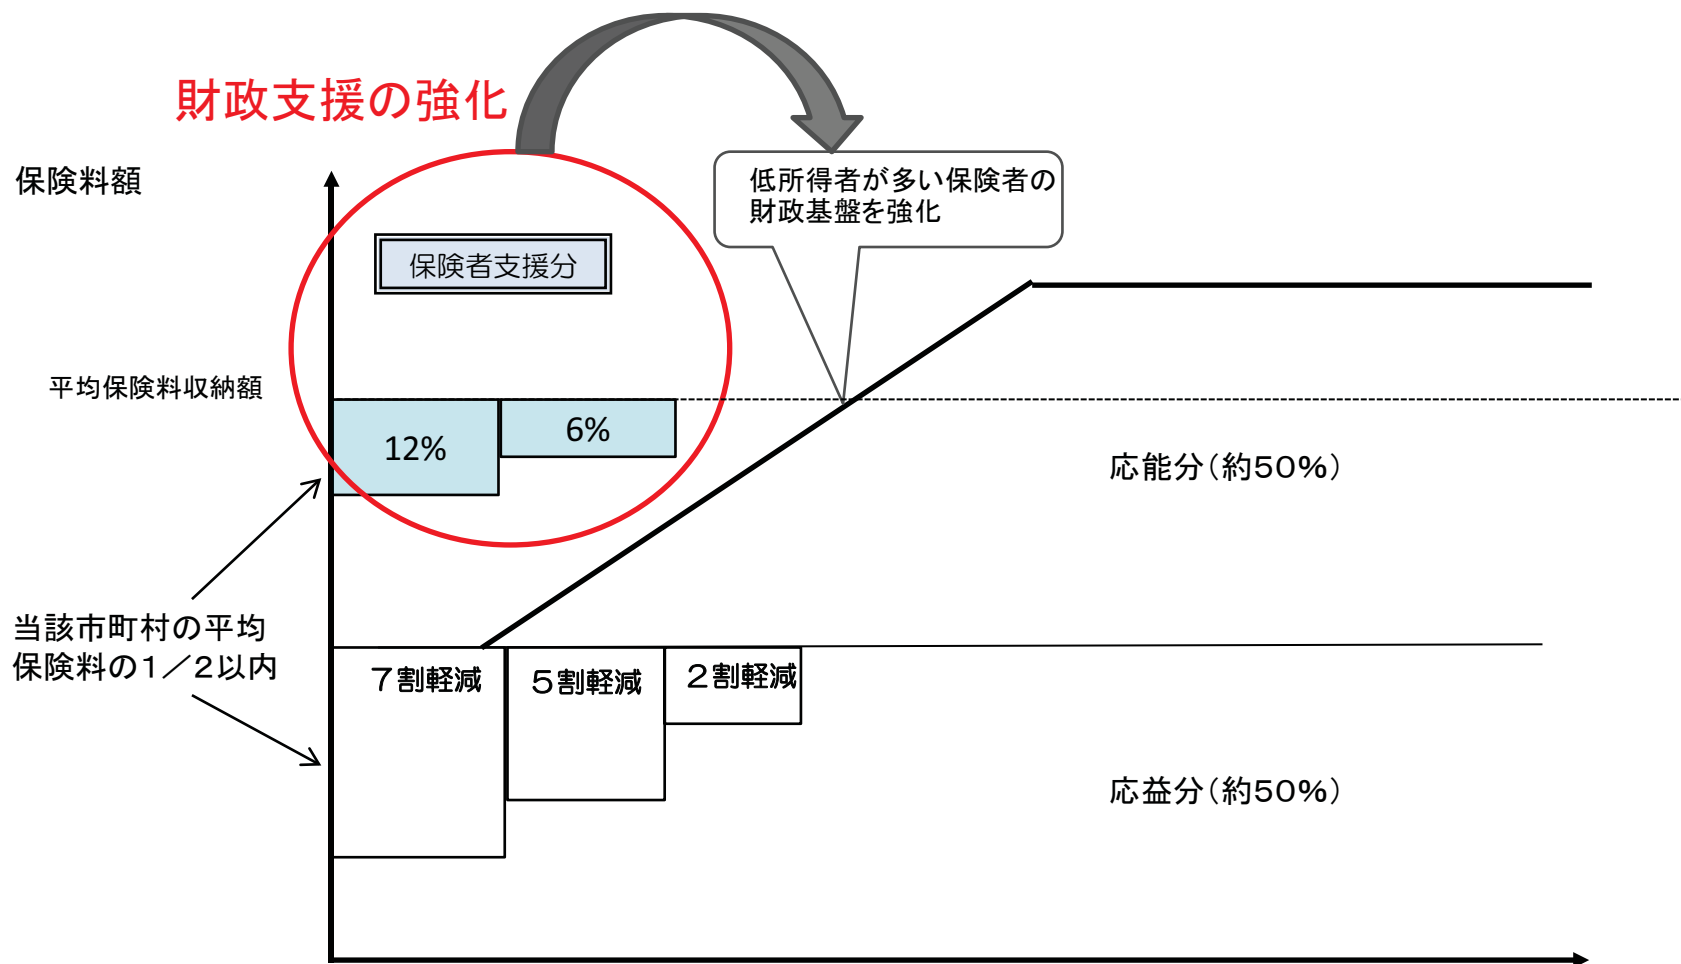 財政支援の強化
保険料額
低所得者が多い保険者の
財政基盤を強化
保険者支援分
平均保険料収納額
12%
6%
応能分(約50%)
当該市町村の平均
保険料の1/2以内
7割軽減
5割軽減
2割軽減
応益分(約50%)